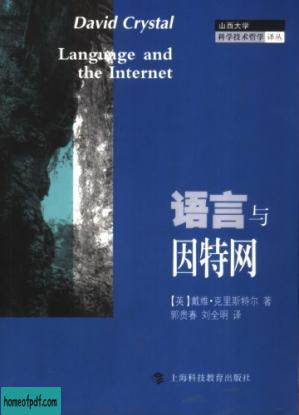 David Crystal
Language and
the Internet
山西大学
科学技术哲学 译丛
语言与
因特网
【英】戴维·克里斯特尔 著
郭贵春 刘全明 译
上海科技教育出版社
homeofpdf.com